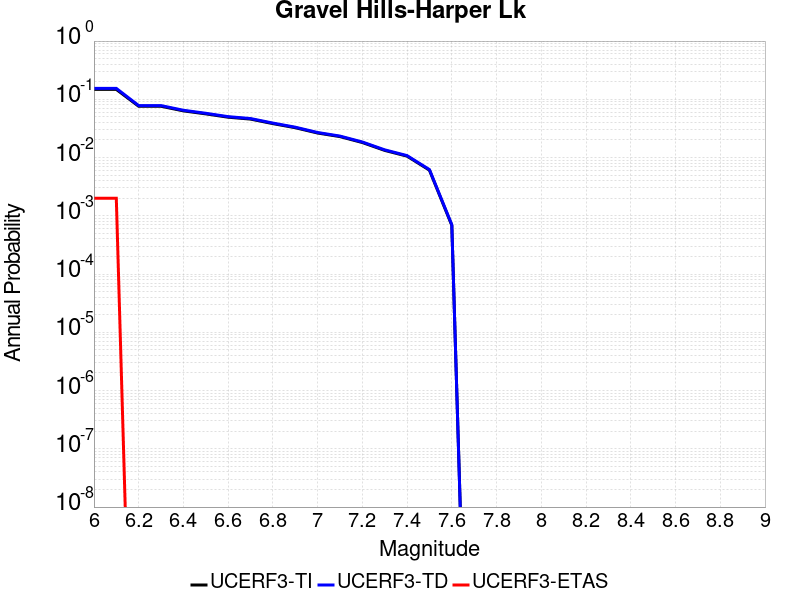 Gravel Hills-Harper Lk
10^0
10^-1
10^-2
10^-3
10^-4
10^-5
10^-6
10^-7
10^-8
Annual Probability
6 6.2 6.4 6.6 6.8 7 7.2 7.4 7.6 7.8 8 8.2 8.4 8.6 8.8 9
Magnitude
UCERF3-TI UCERF3-TD UCERF3-ETAS